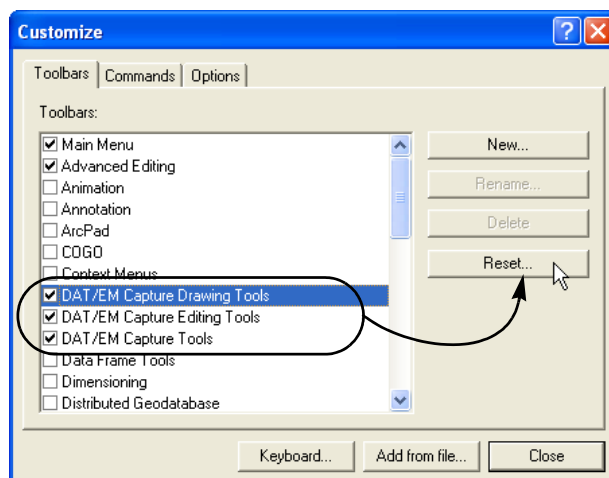 Customize
Toolbars Commands Options
Toolbars:
Main Menu
Advanced Editing
Animation
Annotation
ArcPad
COGO
Context Menus
DAT/EM Capture Drawing Tools
DAT/EM Capture Editing Tools
DAT/EM Capture Tools
Data Frame Tools
Dimensioning
Distributed Geodatabase
New...
Rename...
Delete
Reset...
Keyboard... Add from file... Close